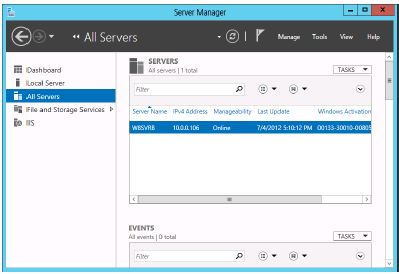 Server Manager
All Servers
Manage Tools View Help
Dashboard
Local Server
All Servers
File and Storage Services
IIS
SERVERS
All servers | 1 total
TASKS
Filter
Server Name IPv4 Address Manageability Last Update Windows Activation
W8SVRB 10.0.0.106 Online 7/4/2012 5:10:12 PM 00133-30010-00805
EVENTS
All events | 0 total
TASKS
Filter